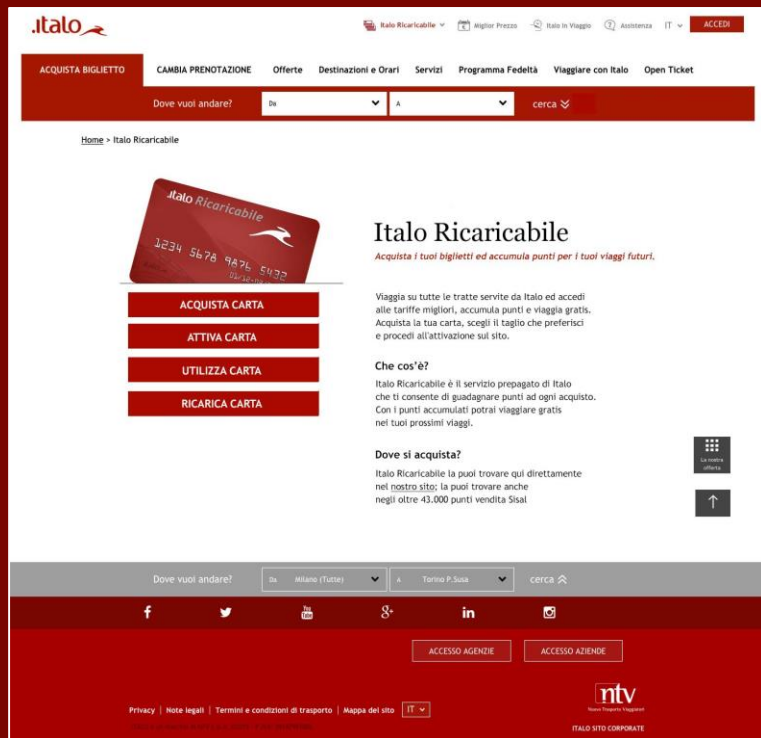 .italo
Italo Ricaricabile
Miglior Prezzo
Italo in Viaggio
Assistenza
IT
ACCEDI
ACQUISTA BIGLIETTO
CAMBIA PRENOTAZIONE
Offerte
Destinazioni e Orari
Servizi
Programma Fedeltà
Viaggiare con Italo
Open Ticket
Dove vuoi andare?
Da
A
cerca
Home > Italo Ricaricabile
.italo Ricaricabile
1234 5678 9876 5432
ACQUISTA CARTA
ATTIVA CARTA
UTILIZZA CARTA
RICARICA CARTA
Italo Ricaricabile
Acquista i tuoi biglietti ed accumula punti per i tuoi viaggi futuri.
Viaggia su tutte le tratte servite da Italo ed accedi
alle tariffe migliori, accumula punti e viaggia gratis.
Acquista la tua carta, scegli il taglio che preferisci
e procedi all'attivazione sul sito.
Che cos'è?
Italo Ricaricabile è il servizio prepagato di Italo
che ti consente di guadagnare punti ad ogni acquisto.
Con i punti accumulati potrai viaggiare gratis
nei tuoi prossimi viaggi.
Dove si acquista?
Italo Ricaricabile la puoi trovare qui direttamente
nel nostro sito; la puoi trovare anche
negli oltre 43.000 punti vendita Sisal
La nostra
offerta
Dove vuoi andare?
Da Milano (Tutte)
A Torino P.Susa
cerca
You
Tube
g+
in
ACCESSO AGENZIE
ACCESSO AZIENDE
Privacy | Note legali | Termini e condizioni di trasporto | Mappa del sito
IT
ntv
Nuovo Trasporto Viaggiatori
ITALO SITO CORPORATE